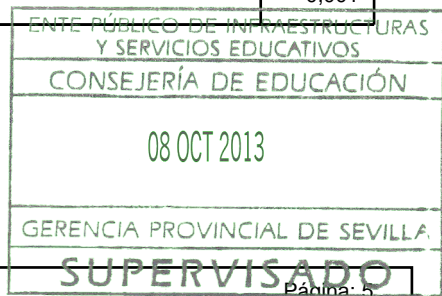 ENTE PÚBLICO DE INFRAESTRUCTURAS
Y SERVICIOS EDUCATIVOS
CONSEJERÍA DE EDUCACIÓN
08 OCT 2013
GERENCIA PROVINCIAL DE SEVILLA
SUPERVISADO
Página: 5